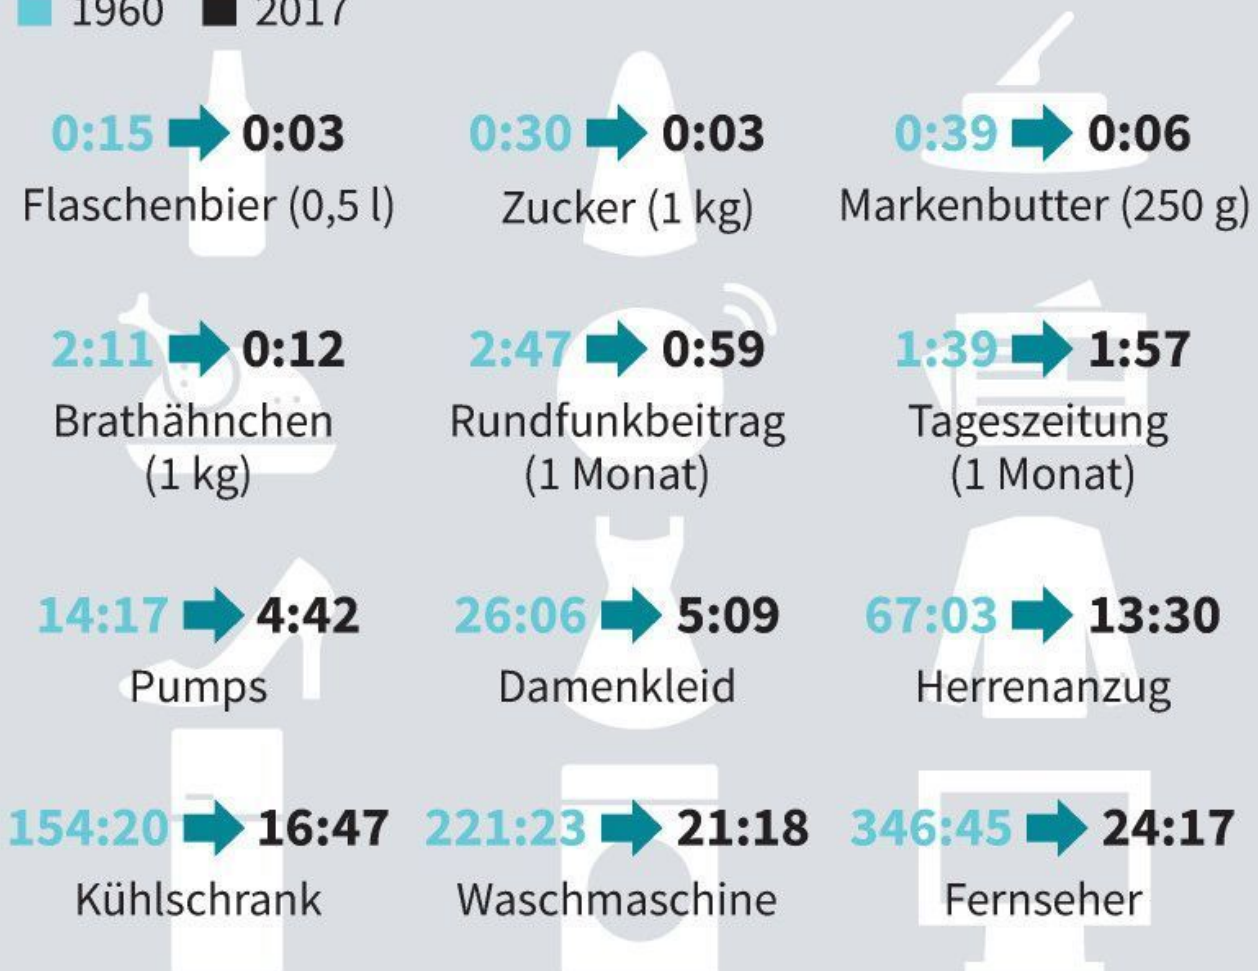 1960 2017
0:15 0:03
Flaschenbier (0,5 l)
0:30 0:03
Zucker (1 kg)
0:39 0:06
Markenbutter (250 g)
2:11 0:12
Brathähnchen
(1 kg)
2:47 0:59
Rundfunkbeitrag
(1 Monat)
1:39 1:57
Tageszeitung
(1 Monat)
14:17 4:42
Pumps
26:06 5:09
Damenkleid
67:03 13:30
Herrenanzug
154:20 16:47
Kühlschrank
221:23 21:18
Waschmaschine
346:45 24:17
Fernseher